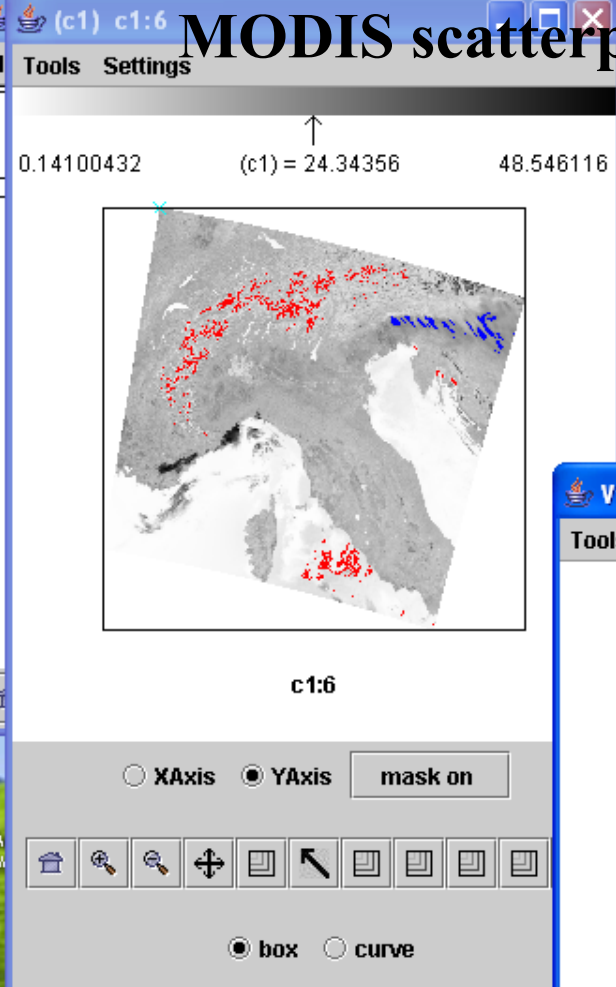 (c1) c1:6
MODIS scatterp
Tools Settings
0.14100432 (c1) = 24.34356 48.546116
c1:6
V
Tool
XAxis YAxis mask on
box curve